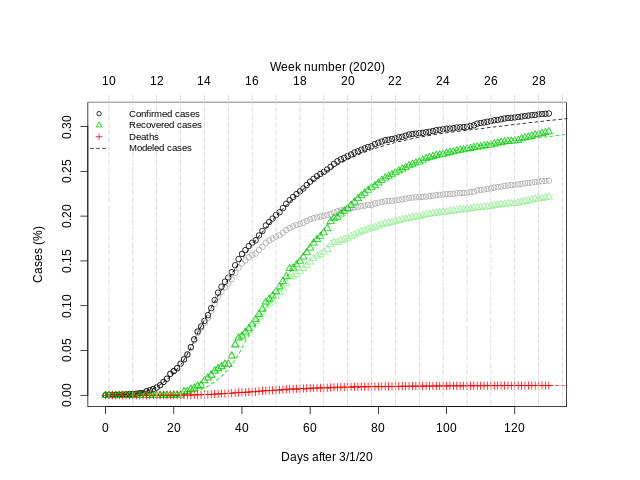 Week number (2020)
10 12 14 16 18 20 22 24 26 28
Confirmed cases
Recovered cases
Deaths
Modeled cases
Cases (%)
0.30
0.25
0.20
0.15
0.10
0.05
0.00
0 20 40 60 80 100 120
Days after 3/1/20